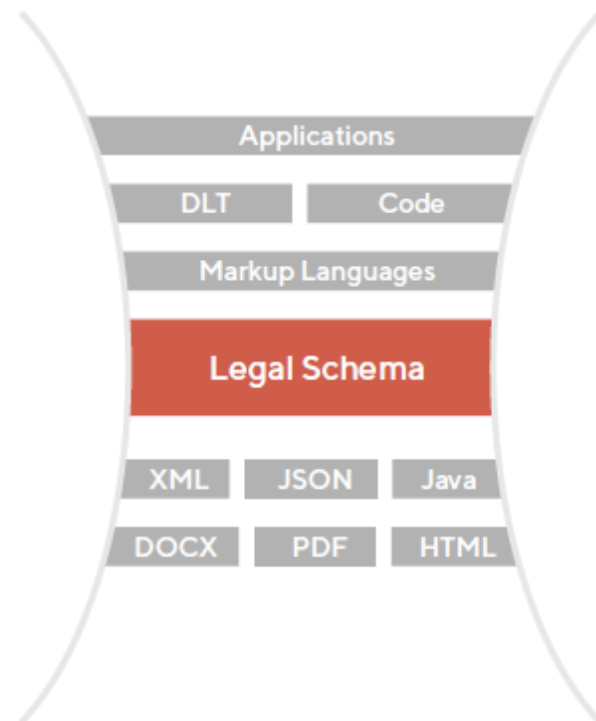 Applications
DLT Code
Markup Languages
Legal Schema
XML JSON Java
DOCX PDF HTML